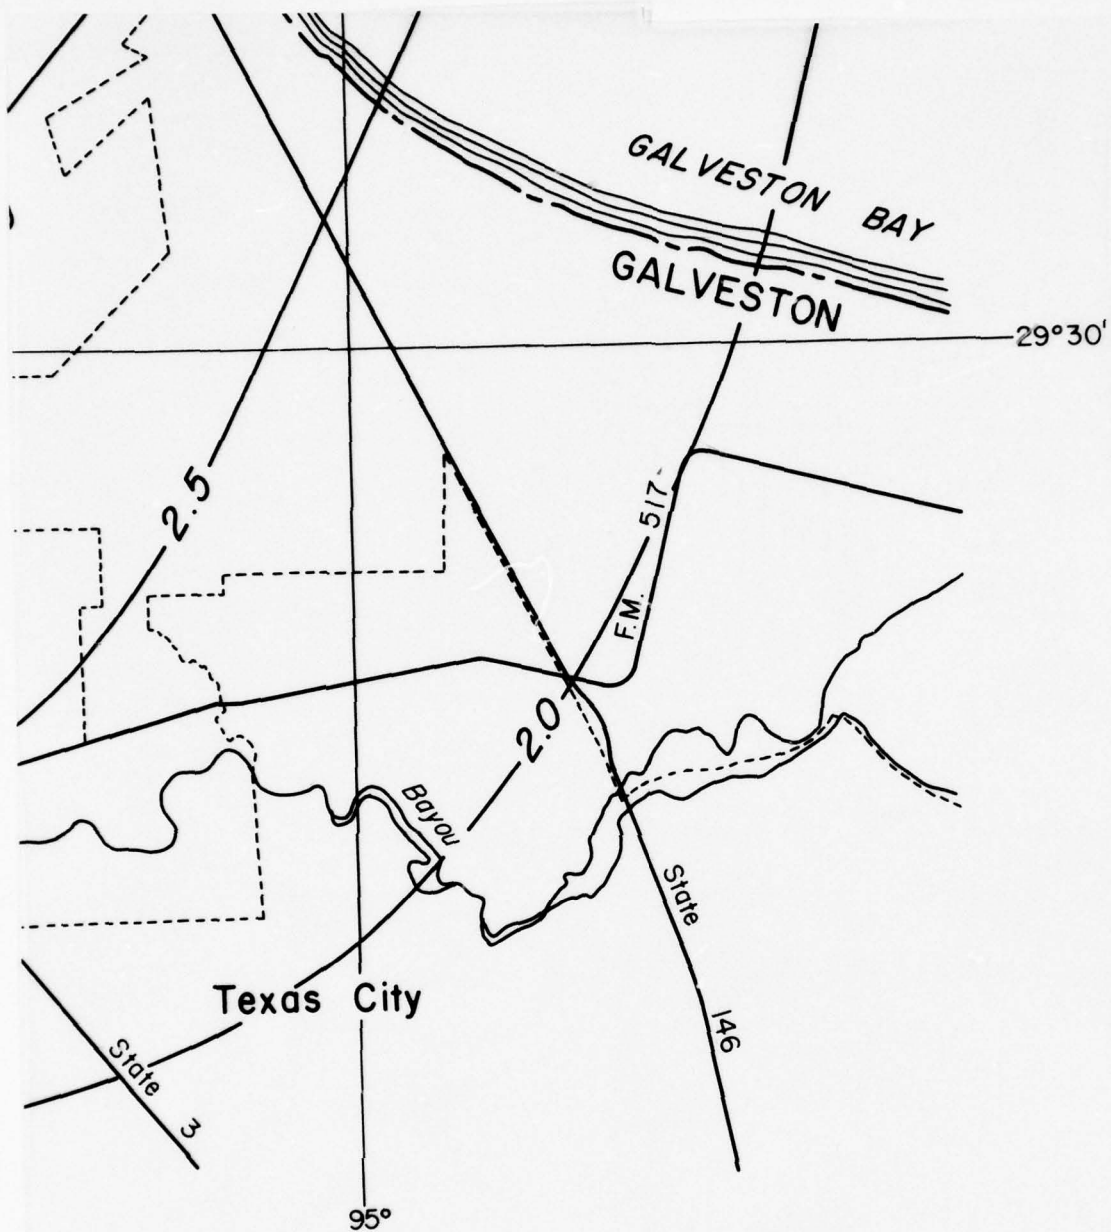 GALVESTON BAY
GALVESTON
29°30'
2.5
F.M. 517
2.0
Bayou
State 146
Texas City
State 3
95°